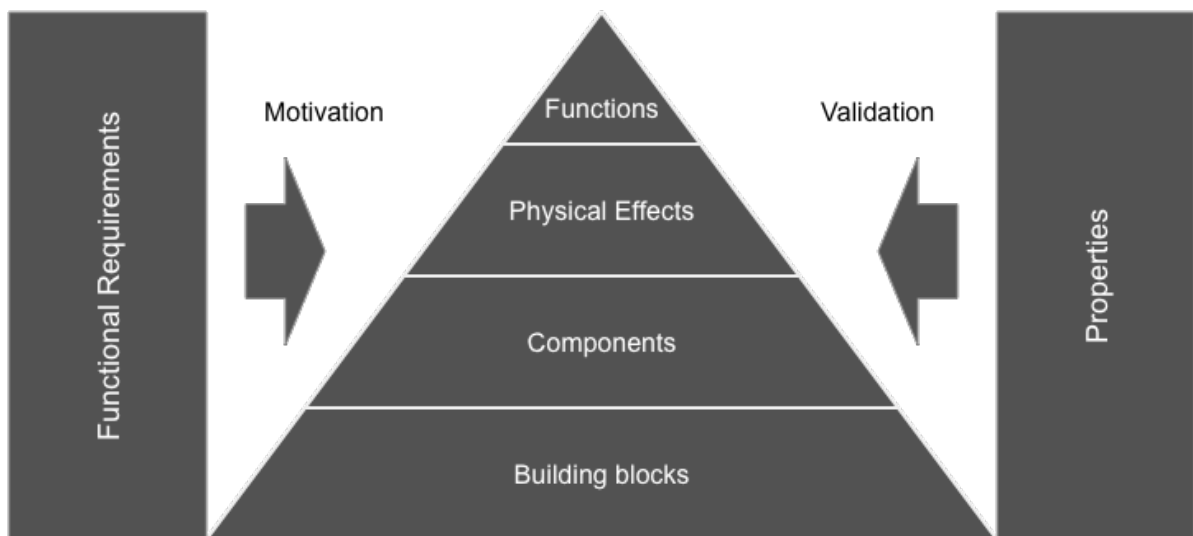 Functional Requirements
Motivation
Functions
Physical Effects
Components
Building blocks
Validation
Properties